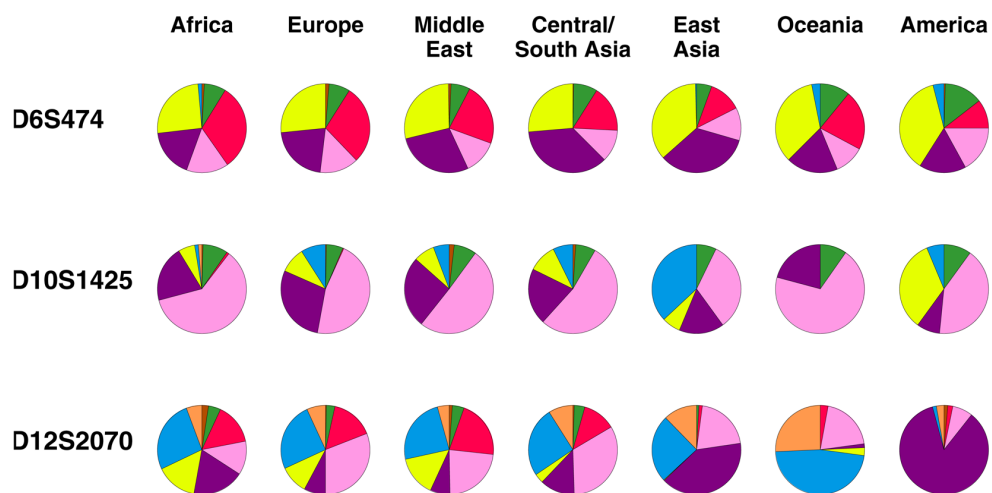 Africa Europe Middle East Central/ South Asia East Asia Oceania America
D6S474
D10S1425
D12S2070